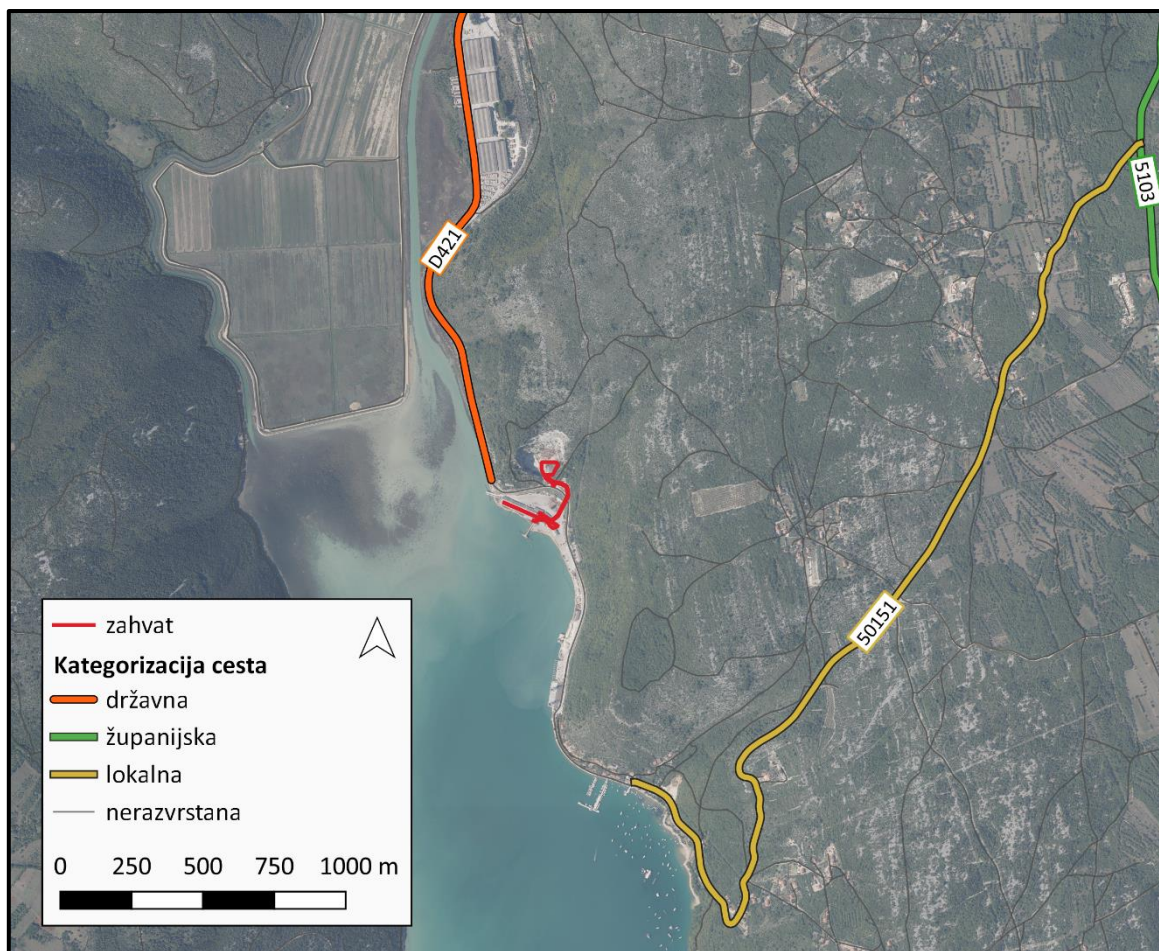 5103
D421
50151
zahvat
Kategorizacija cesta
državna
županijska
lokalna
nerazvrstana
0 250 500 750 1000 m